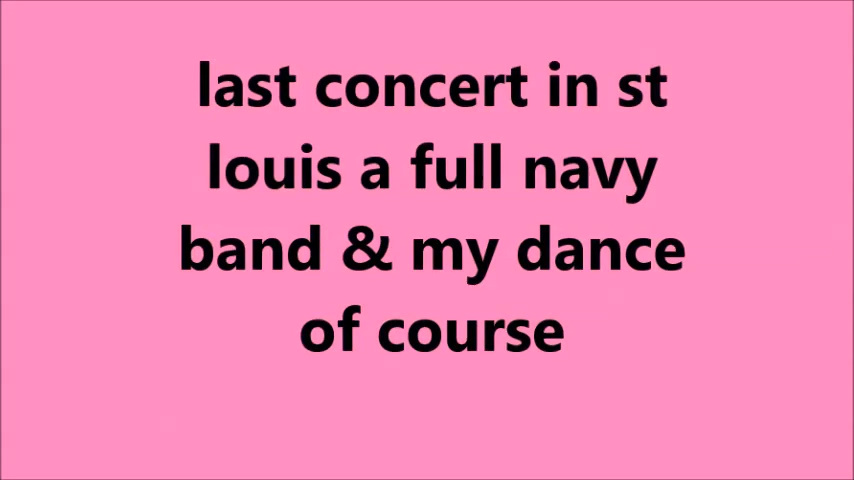 last concert in st
louis a full navy
band & my dance
of course